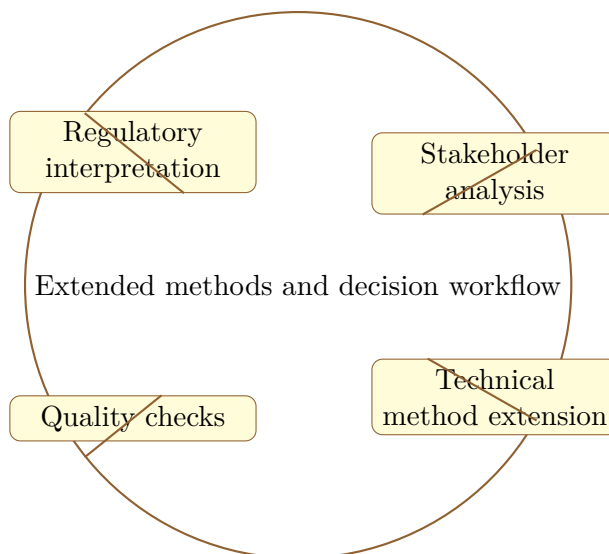 Regulatory
interpretation
Stakeholder
analysis
Extended methods and decision workflow
Quality checks
Technical
method extension